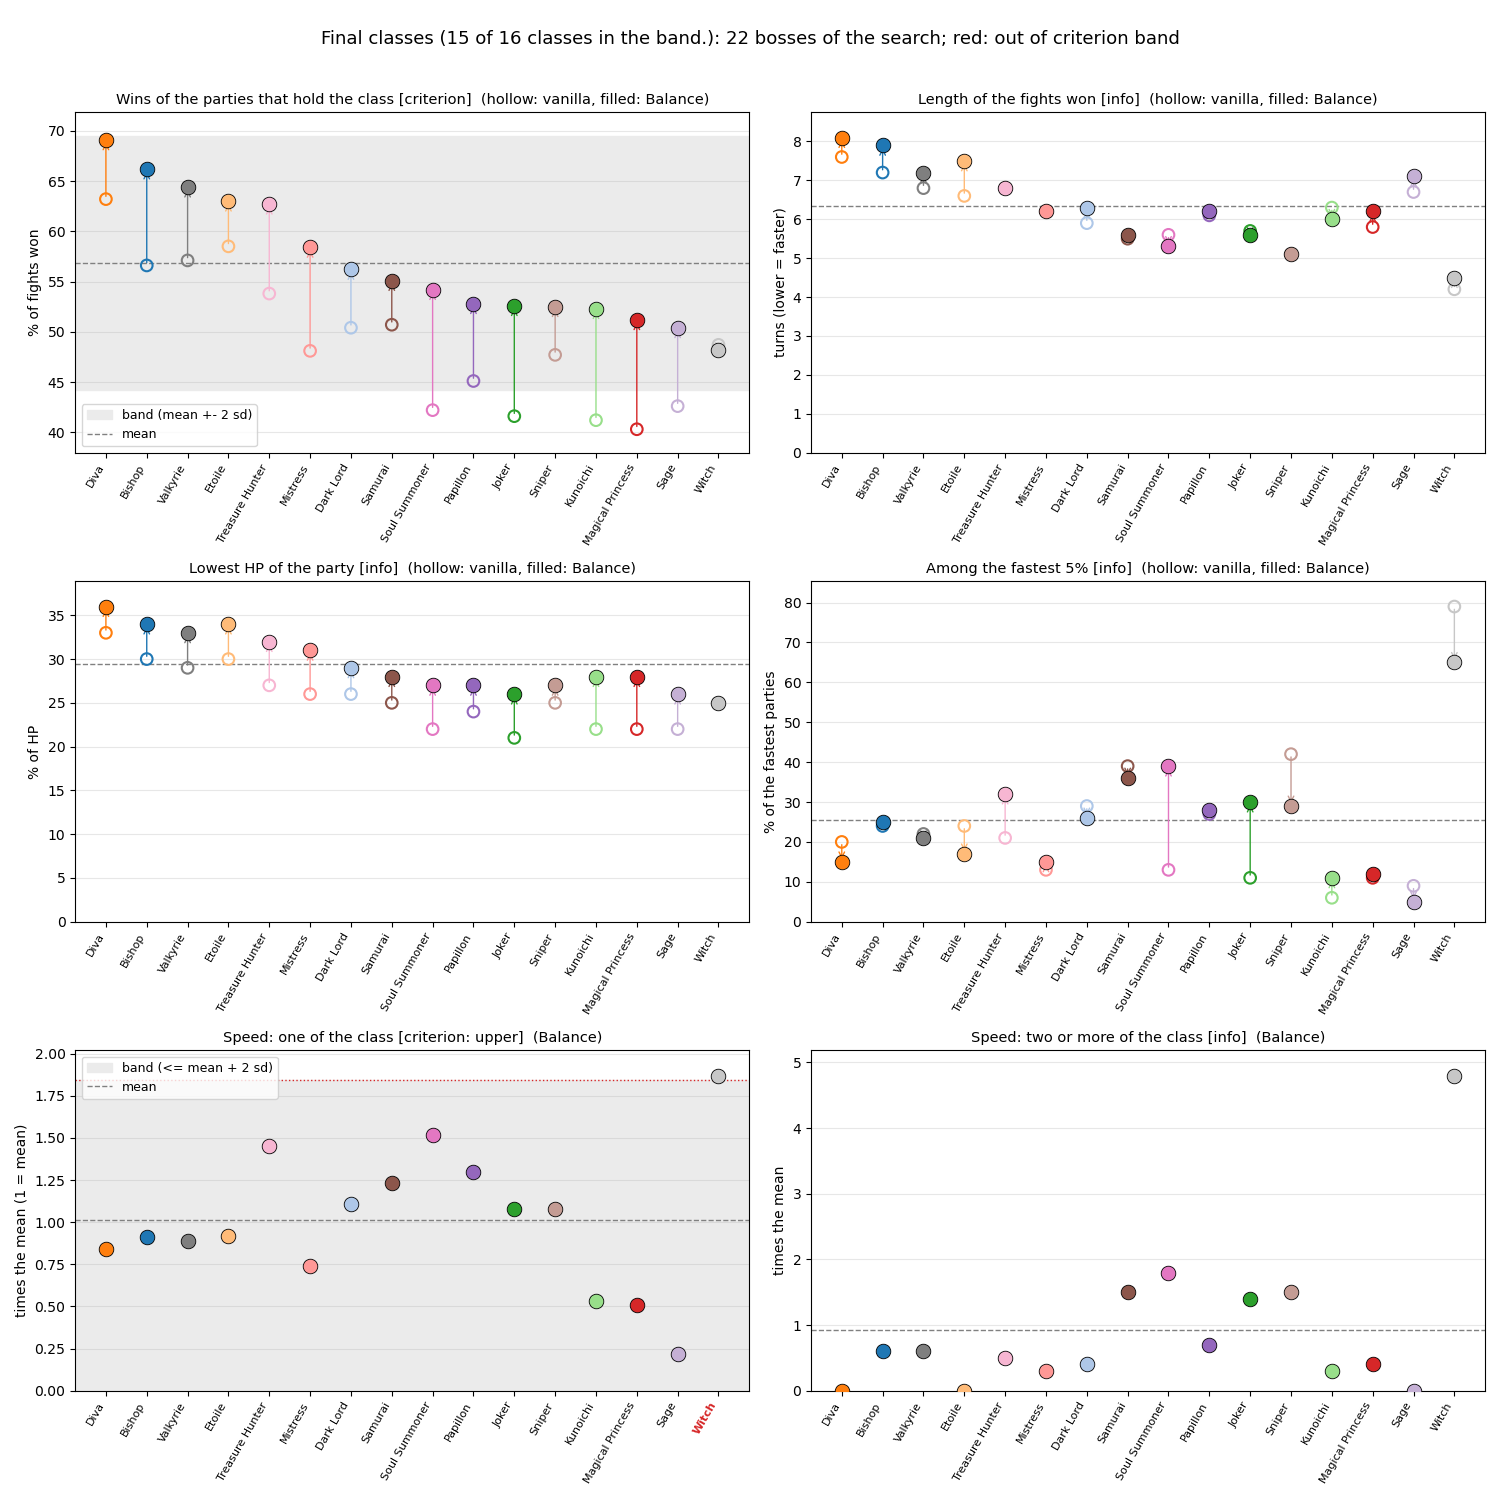 Final classes (15 of 16 classes in the band.): 22 bosses of the search; red: out of criterion band
Wins of the parties that hold the class [criterion]  (hollow: vanilla, filled: Balance)
% of fights won
70
65
60
55
50
45
40
band (mean +- 2 sd)
mean
Diva
Bishop
Valkyrie
Etoile
Treasure Hunter
Mistress
Dark Lord
Samurai
Soul Summoner
Papillon
Joker
Sniper
Kunoichi
Magical Princess
Sage
Witch
Length of the fights won [info]  (hollow: vanilla, filled: Balance)
turns (lower = faster)
8
7
6
5
4
3
2
1
0
Diva
Bishop
Valkyrie
Etoile
Treasure Hunter
Mistress
Dark Lord
Samurai
Soul Summoner
Papillon
Joker
Sniper
Kunoichi
Magical Princess
Sage
Witch
Lowest HP of the party [info]  (hollow: vanilla, filled: Balance)
% of HP
35
30
25
20
15
10
5
0
Diva
Bishop
Valkyrie
Etoile
Treasure Hunter
Mistress
Dark Lord
Samurai
Soul Summoner
Papillon
Joker
Sniper
Kunoichi
Magical Princess
Sage
Witch
Among the fastest 5% [info]  (hollow: vanilla, filled: Balance)
% of the fastest parties
80
70
60
50
40
30
20
10
0
Diva
Bishop
Valkyrie
Etoile
Treasure Hunter
Mistress
Dark Lord
Samurai
Soul Summoner
Papillon
Joker
Sniper
Kunoichi
Magical Princess
Sage
Witch
Speed: one of the class [criterion: upper]  (Balance)
times the mean (1 = mean)
2.00
1.75
1.50
1.25
1.00
0.75
0.50
0.25
0.00
band (<= mean + 2 sd)
mean
Diva
Bishop
Valkyrie
Etoile
Treasure Hunter
Mistress
Dark Lord
Samurai
Soul Summoner
Papillon
Joker
Sniper
Kunoichi
Magical Princess
Sage
Witch
Speed: two or more of the class [info]  (Balance)
times the mean
5
4
3
2
1
0
Diva
Bishop
Valkyrie
Etoile
Treasure Hunter
Mistress
Dark Lord
Samurai
Soul Summoner
Papillon
Joker
Sniper
Kunoichi
Magical Princess
Sage
Witch